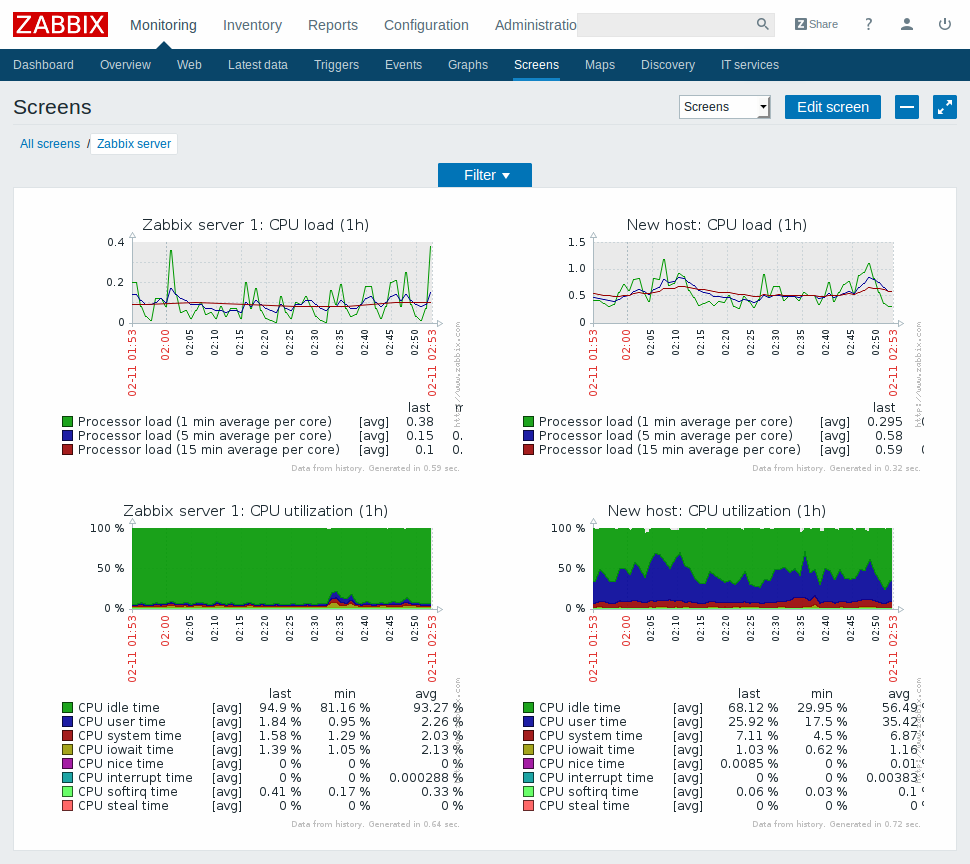 ZABBIX Monitoring Inventory Reports Configuration Administratio Z Share ?
Dashboard Overview Web Latest data Triggers Events Graphs Screens Maps Discovery IT services
Screens Screens Edit screen
All screens / Zabbix server
Filter
Zabbix server 1: CPU load (1h)
0.4
0.2
0
02-11 01:53 02:00 02:05 02:10 02:15 02:20 02:25 02:30 02:35 02:40 02:45 02:50 02-11 02:53
http://www.zabbix.com
last
Processor load (1 min average per core) [avg] 0.38
Processor load (5 min average per core) [avg] 0.15 0.
Processor load (15 min average per core) [avg] 0.1 0.
Data from history. Generated in 0.59 sec.
New host: CPU load (1h)
1.5
1.0
0.5
0
02-11 01:53 02:00 02:05 02:10 02:15 02:20 02:25 02:30 02:35 02:40 02:45 02:50 02-11 02:53
http://www.zabbix.com
last
Processor load (1 min average per core) [avg] 0.295
Processor load (5 min average per core) [avg] 0.58
Processor load (15 min average per core) [avg] 0.59
Data from history. Generated in 0.32 sec.
Zabbix server 1: CPU utilization (1h)
100 %
50 %
0 %
02-11 01:53 02:00 02:05 02:10 02:15 02:20 02:25 02:30 02:35 02:40 02:45 02:50 02-11 02:53
http://www.zabbix.com
last min avg
CPU idle time [avg] 94.9 % 81.16 % 93.27 %
CPU user time [avg] 1.84 % 0.95 % 2.26 %
CPU system time [avg] 1.58 % 1.29 % 2.03 %
CPU iowait time [avg] 1.39 % 1.05 % 2.13 %
CPU nice time [avg] 0 % 0 % 0 %
CPU interrupt time [avg] 0 % 0 % 0.000288 %
CPU softirq time [avg] 0.41 % 0.17 % 0.33 %
CPU steal time [avg] 0 % 0 % 0 %
Data from history. Generated in 0.64 sec.
New host: CPU utilization (1h)
100 %
50 %
0 %
02-11 01:53 02:00 02:05 02:10 02:15 02:20 02:25 02:30 02:35 02:40 02:45 02:50 02-11 02:53
http://www.zabbix.com
last min avg
CPU idle time [avg] 68.12 % 29.95 % 56.49
CPU user time [avg] 25.92 % 17.5 % 35.42
CPU system time [avg] 7.11 % 4.5 % 6.87
CPU iowait time [avg] 1.03 % 0.62 % 1.16
CPU nice time [avg] 0.0085 % 0 % 0.01
CPU interrupt time [avg] 0 % 0 % 0.00383
CPU softirq time [avg] 0.06 % 0.03 % 0.1
CPU steal time [avg] 0 % 0 % 0
Data from history. Generated in 0.72 sec.